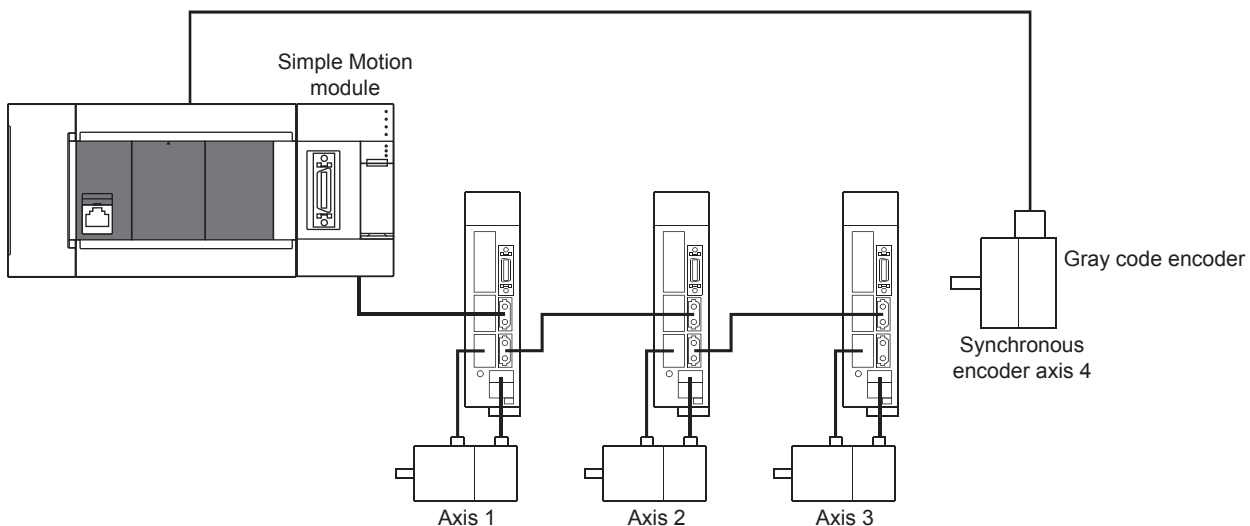 Simple Motion
module
Gray code encoder
Synchronous
encoder axis 4
Axis 1
Axis 2
Axis 3